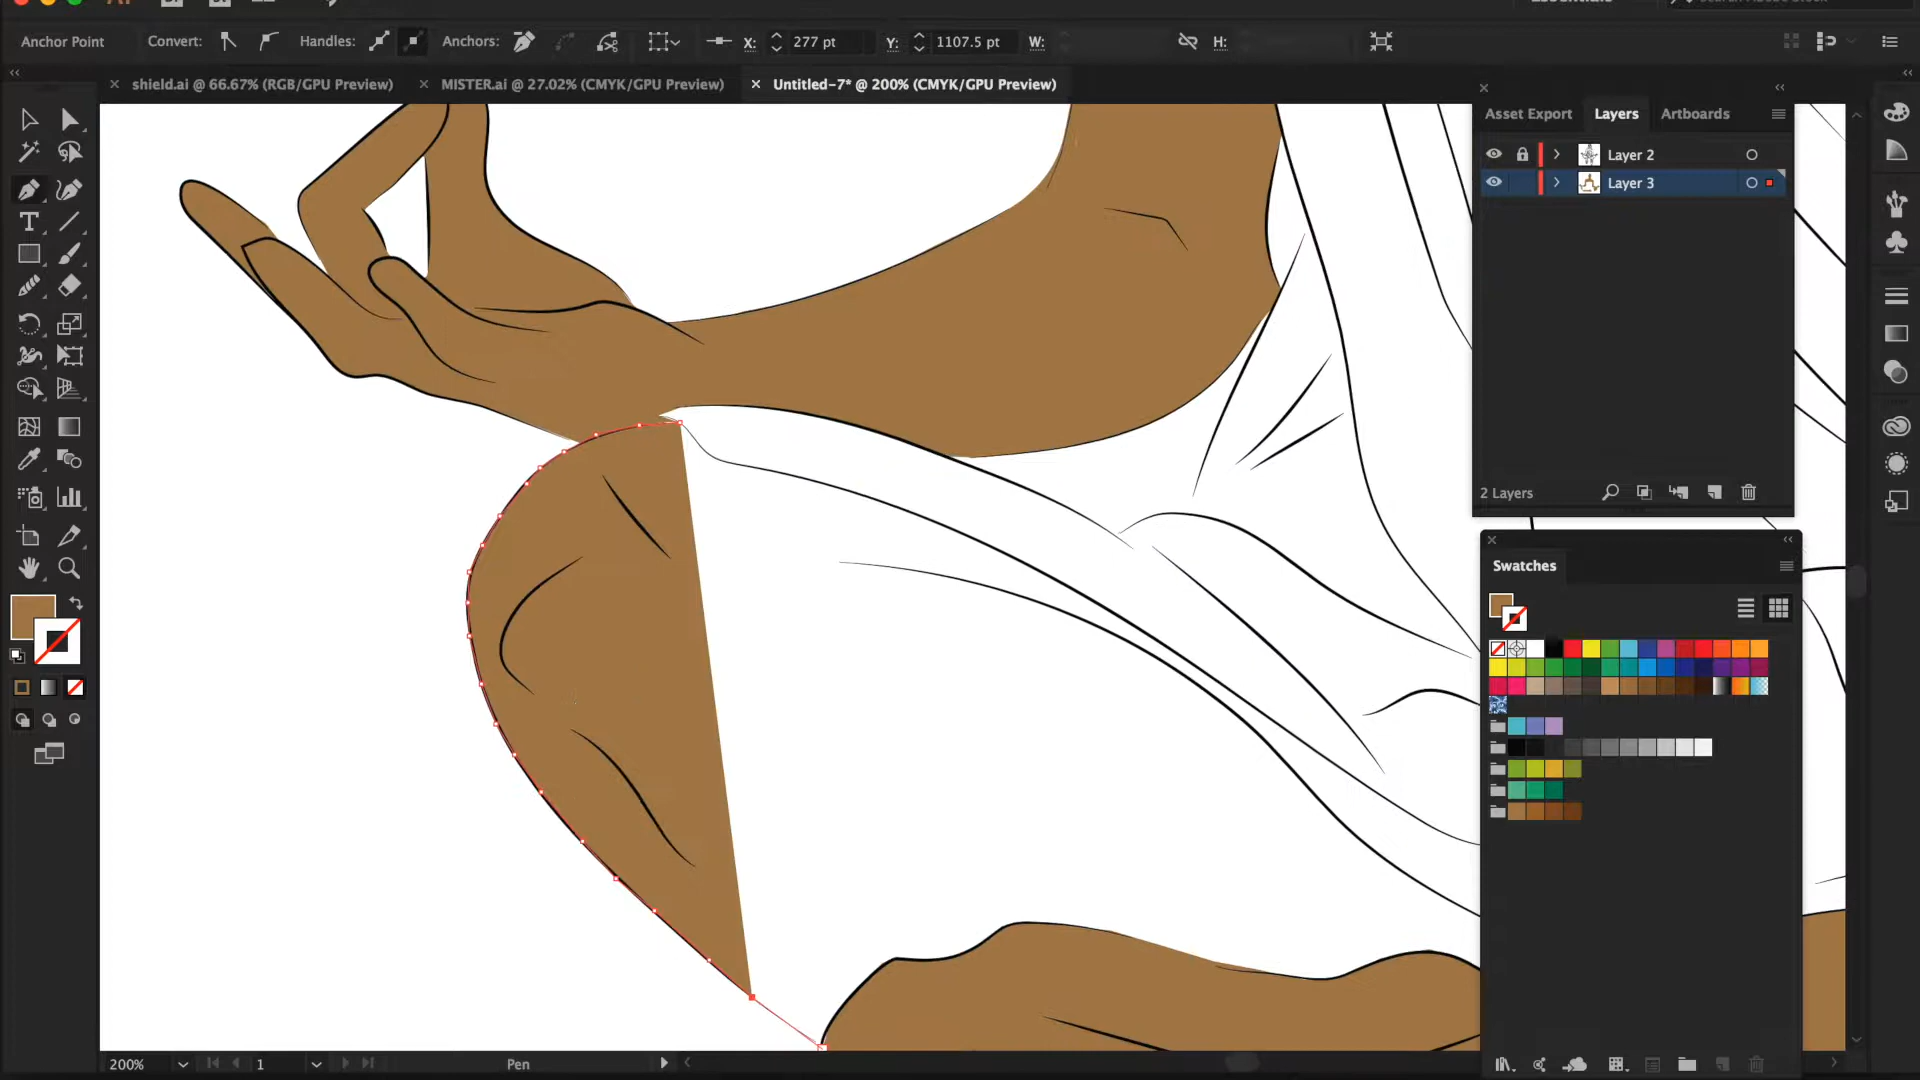 Anchor Point Convert: Handles: Anchors: X: 277 pt Y: 1107.5 pt W: H:
shield.ai @ 66.67% (RGB/GPU Preview) MISTER.ai @ 27.02% (CMYK/GPU Preview) Untitled-7* @ 200% (CMYK/GPU Preview)
Asset Export Layers Artboards
Layer 2
Layer 3
2 Layers
Swatches
200% 1 Pen